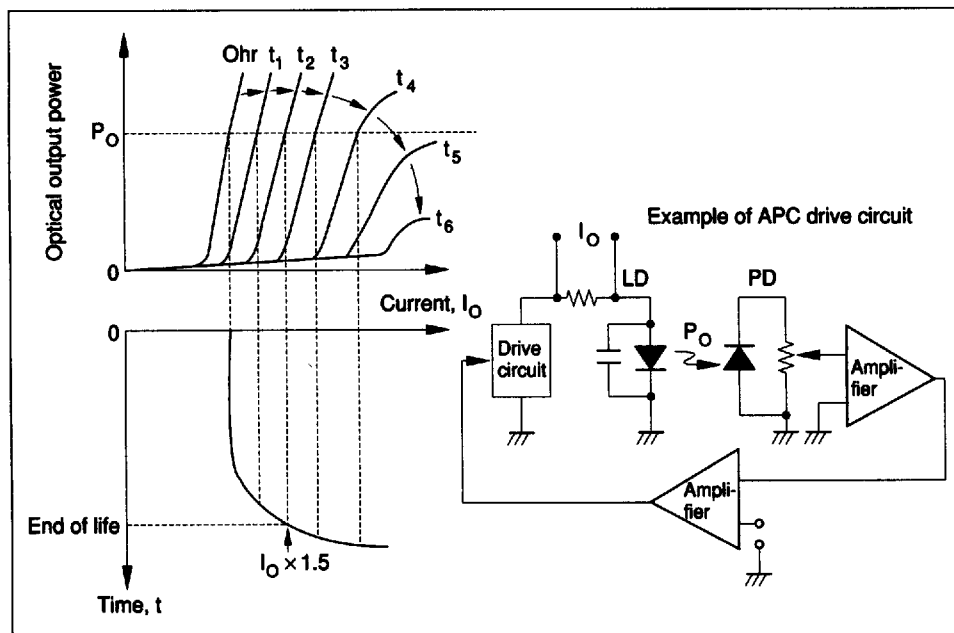 Optical output power
Ohr t1 t2 t3
t4
PO
t5
t6
0
Current, IO
0
End of life
IO × 1.5
Time, t
Example of APC drive circuit
IO
LD
PD
PO
Drive
circuit
Ampli-
fier
Ampli-
fier